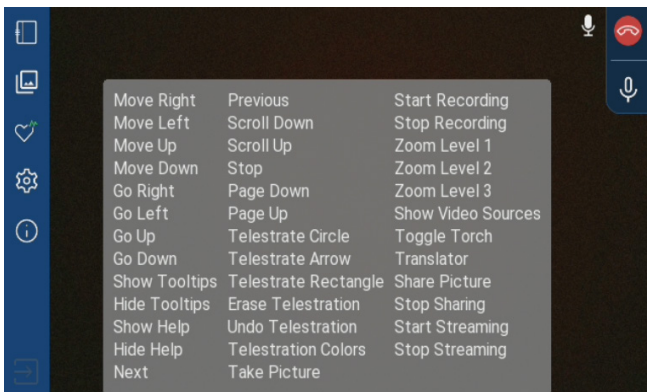 Move Right
Move Left
Move Up
Move Down
Go Right
Go Left
Go Up
Go Down
Show Tooltips
Hide Tooltips
Show Help
Hide Help
Next
Previous
Scroll Down
Scroll Up
Stop
Page Down
Page Up
Telestrate Circle
Telestrate Arrow
Telestrate Rectangle
Erase Telestration
Undo Telestration
Telestration Colors
Take Picture
Start Recording
Stop Recording
Zoom Level 1
Zoom Level 2
Zoom Level 3
Show Video Sources
Toggle Torch
Translator
Share Picture
Stop Sharing
Start Streaming
Stop Streaming